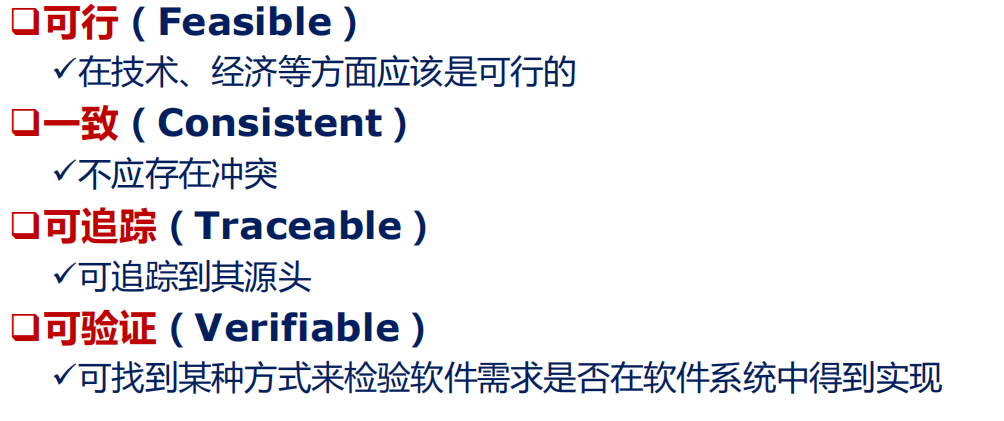 ❑可行（Feasible）
✓在技术、经济等方面应该是可行的
❑一致（Consistent）
✓不应存在冲突
❑可追踪（Traceable）
✓可追踪到其源头
❑可验证（Verifiable）
✓可找到某种方式来检验软件需求是否在软件系统中得到实现